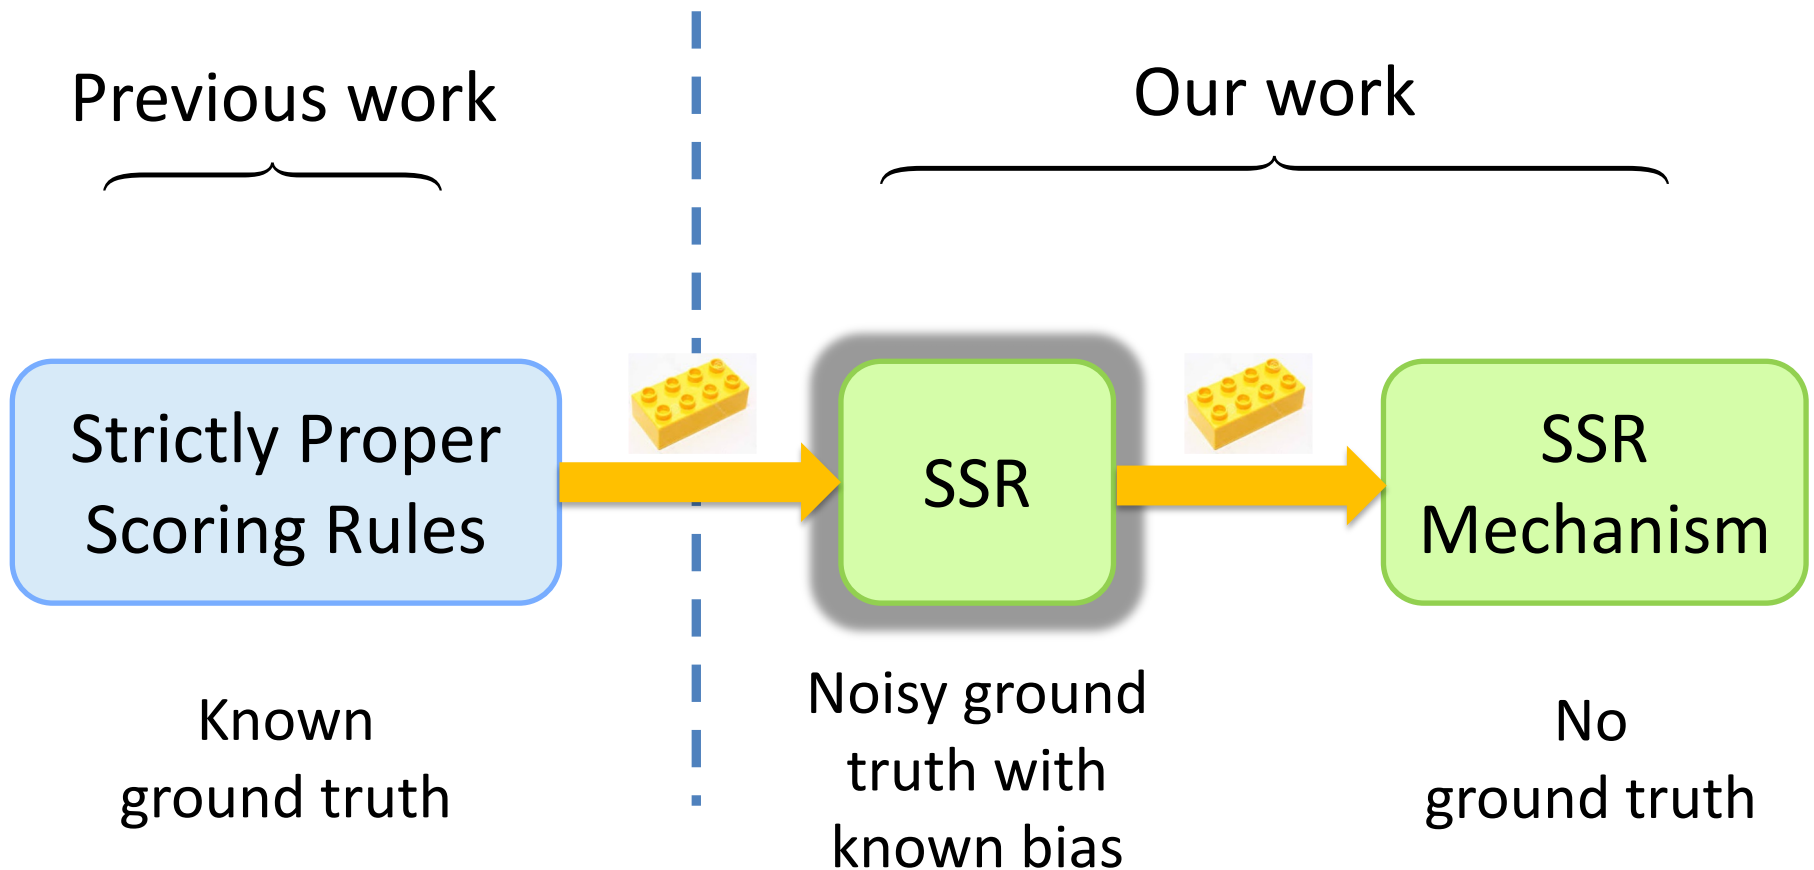 Previous work
Our work
Strictly Proper
Scoring Rules
SSR
SSR
Mechanism
Known
ground truth
Noisy ground
truth with
known bias
No
ground truth